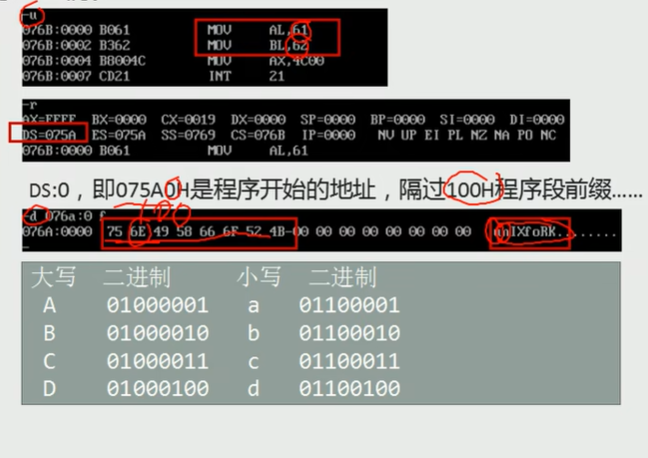 -u
076B:0000 B061 MOV AL,61
076B:0002 B362 MOV BL,62
076B:0004 B8004C MOV AX,4C00
076B:0007 CD21 INT 21
-r
AX=FFFF BX=0000 CX=0019 DX=0000 SP=0000 BP=0000 SI=0000 DI=0000
DS=075A ES=075A SS=0769 CS=076B IP=0000 NV UP EI PL NZ NA PO NC
076B:0000 B061 MOV AL,61
DS:0，即075A0H是程序开始的地址，隔过100H程序段前缀……
-d 076a:0 f
076A:0000 75 6E 49 58 66 6F 52 4B-00 00 00 00 00 00 00 00 unIXfoRK........
-
大写 二进制 小写 二进制
A 01000001 a 01100001
B 01000010 b 01100010
C 01000011 c 01100011
D 01000100 d 01100100